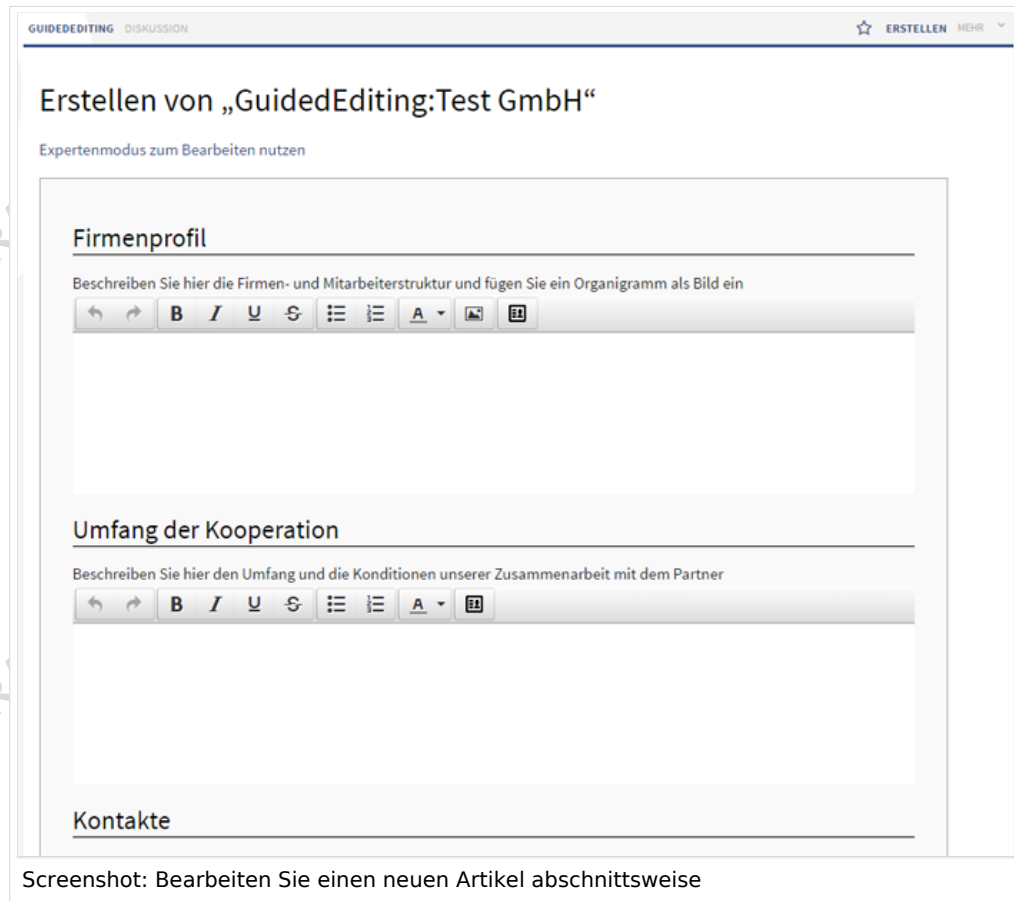 GUIDEDEDITING DISKUSSION ERSTELLEN MEHR
Erstellen von „GuidedEditing:Test GmbH“
Expertenmodus zum Bearbeiten nutzen
Firmenprofil
Beschreiben Sie hier die Firmen- und Mitarbeiterstruktur und fügen Sie ein Organigramm als Bild ein
B I U S A
Umfang der Kooperation
Beschreiben Sie hier den Umfang und die Konditionen unserer Zusammenarbeit mit dem Partner
B I U S A
Kontakte
Screenshot: Bearbeiten Sie einen neuen Artikel abschnittsweise